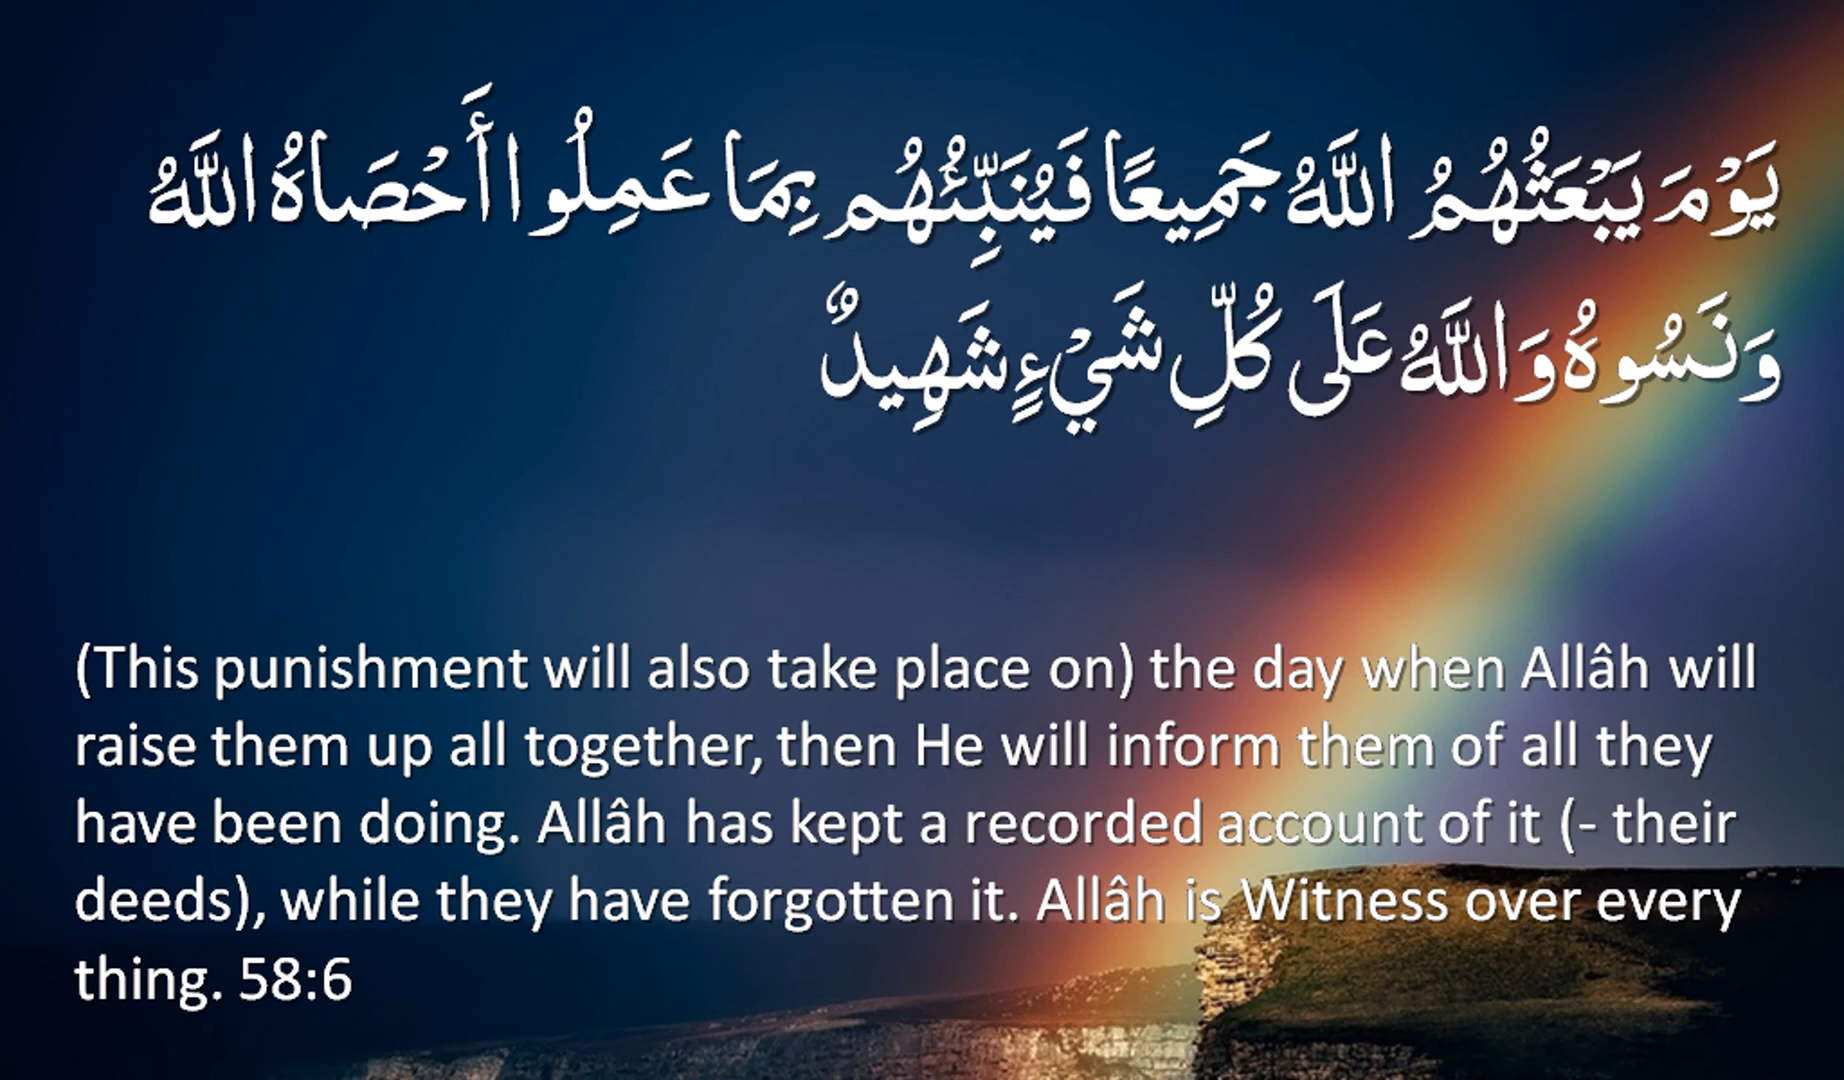 يَوْمَ يَبْعَثُهُمُ اللَّهُ جَمِيعًا فَيُنَبِّئُهُم بِمَا عَمِلُوا أَحْصَاهُ اللَّهُ
وَنَسُوهُ وَاللَّهُ عَلَى كُلِّ شَيْءٍ شَهِيدٌ
(This punishment will also take place on) the day when Allâh will
raise them up all together, then He will inform them of all they
have been doing. Allâh has kept a recorded account of it (- their
deeds), while they have forgotten it. Allâh is Witness over every
thing. 58:6